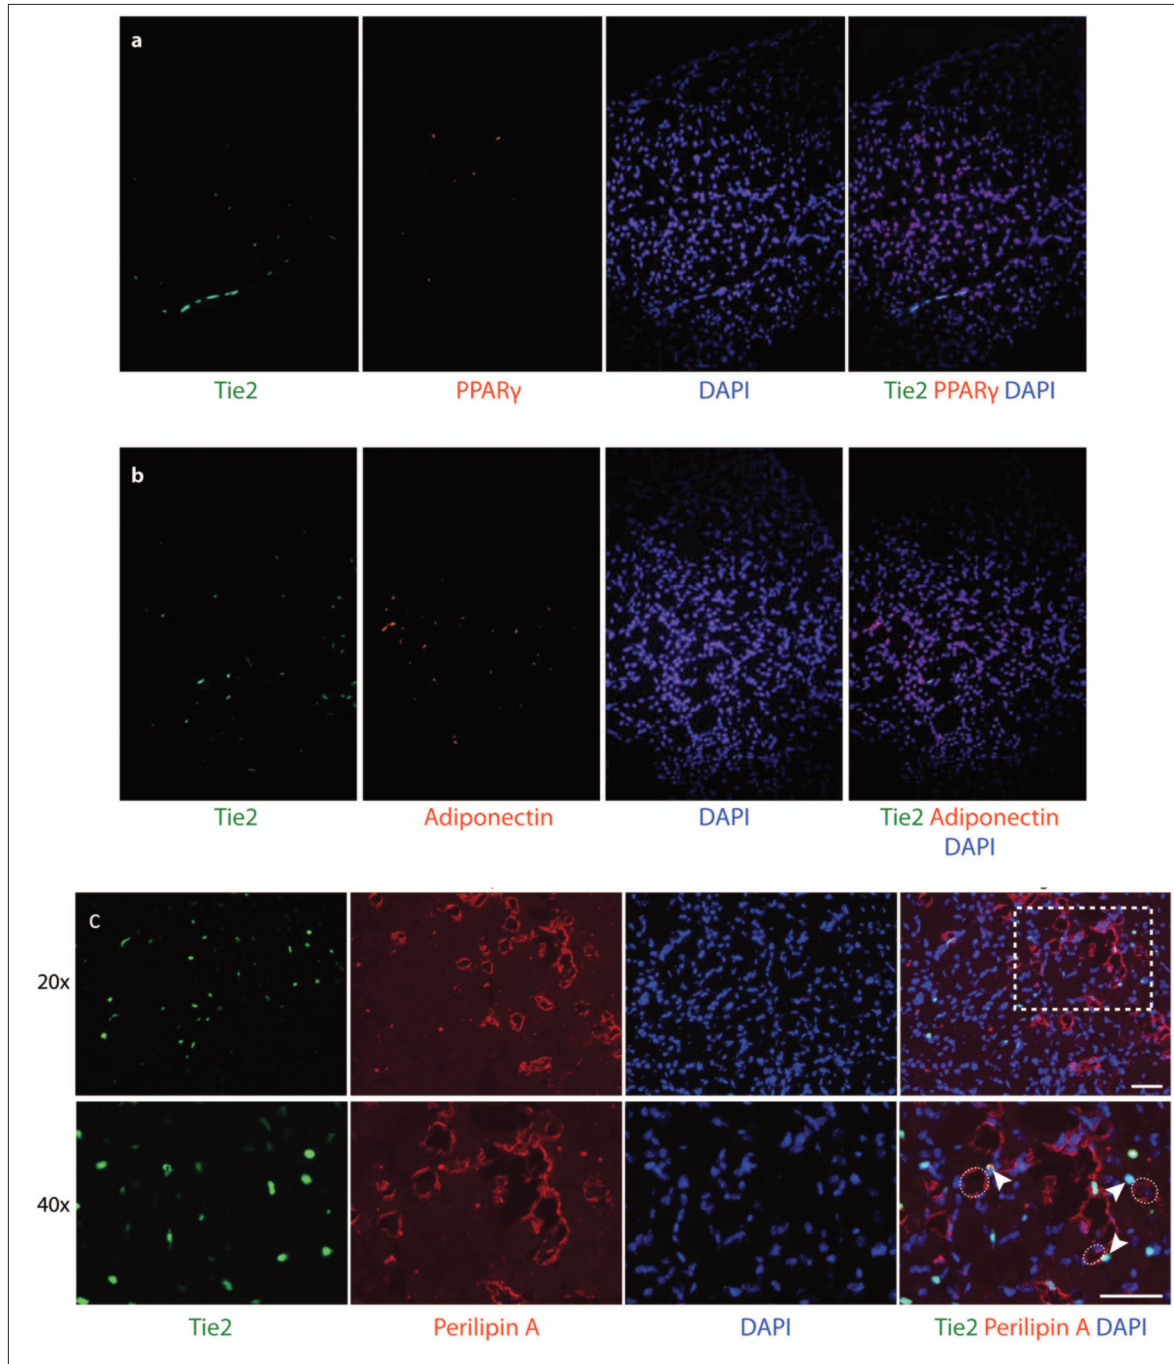 a
Tie2 PPARγ DAPI Tie2 PPARγ DAPI
b
Tie2 Adiponectin DAPI Tie2 Adiponectin
DAPI
c
20x
40x
Tie2 Perilipin A DAPI Tie2 Perilipin A DAPI